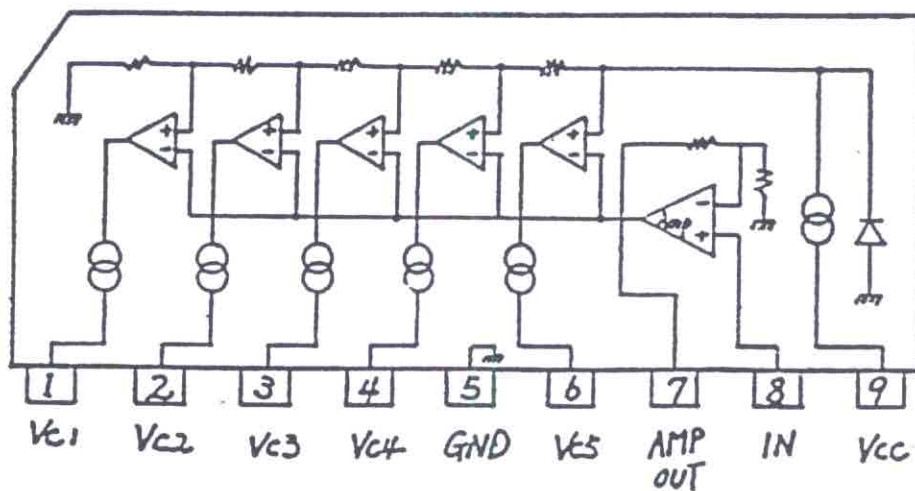 + + + + +
- - - - -
-
+
1 2 3 4 5 6 7 8 9
Vc1 Vc2 Vc3 Vc4 GND Vc5 AMP OUT IN Vcc